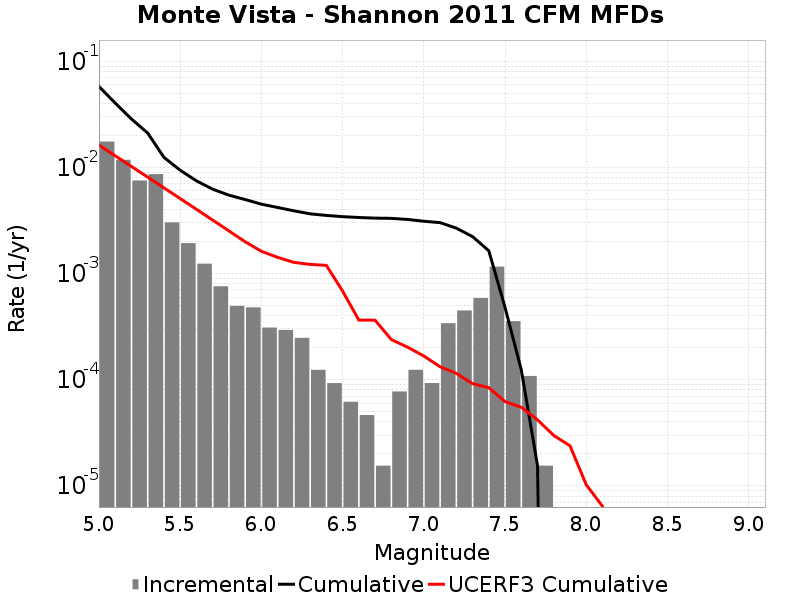 Monte Vista - Shannon 2011 CFM MFDs
10-1
10-2
10-3
10-4
10-5
Rate (1/yr)
5.0 5.5 6.0 6.5 7.0 7.5 8.0 8.5 9.0
Magnitude
Incremental Cumulative UCERF3 Cumulative